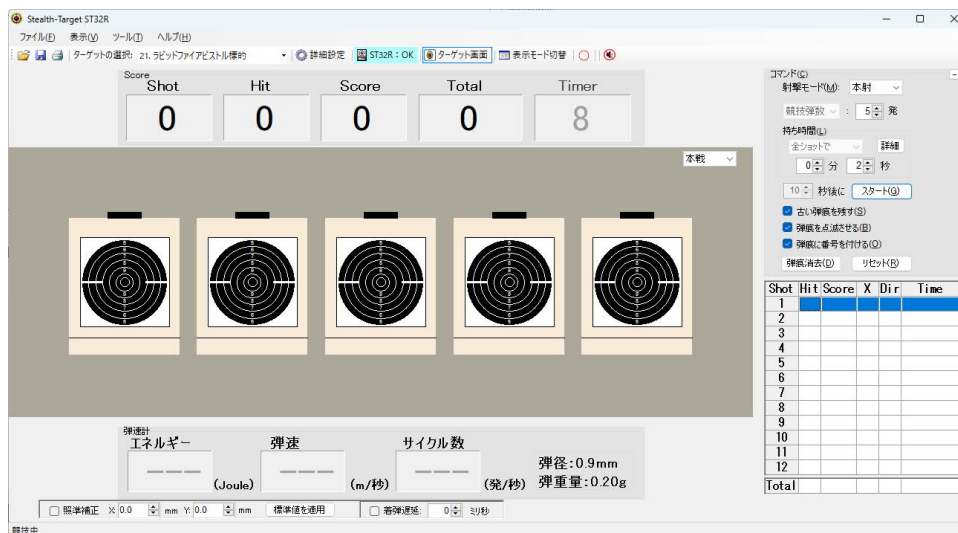 Stealth-Target ST32R
ファイル(F) 表示(V) ツール(T) ヘルプ(H)
ターゲットの選択: 21. ラピッドファイアピストル標的 詳細設定 ST32R:OK ターゲット画面 表示モード切替
Score
Shot Hit Score Total Timer
0 0 0 0 8
本戦
弾速計
エネルギー 弾速 サイクル数
--- (Joule) --- (m/秒) --- (発/秒)
弾径:0.9mm
弾重量:0.20g
照準補正 X: 0.0 mm Y: 0.0 mm 標準値を適用 着弾遅延: 0 ミリ秒
競技中
コマンド(C)
射撃モード(M): 本射
競技弾数 : 5 発
持ち時間(L)
全ショットで 詳細
0 分 2 秒
10 秒後に スタート(G)
古い弾痕を残す(S)
弾痕を点滅させる(B)
弾痕に番号を付ける(O)
弾痕消去(D) リセット(R)
Shot Hit Score X Dir Time
1
2
3
4
5
6
7
8
9
10
11
12
Total